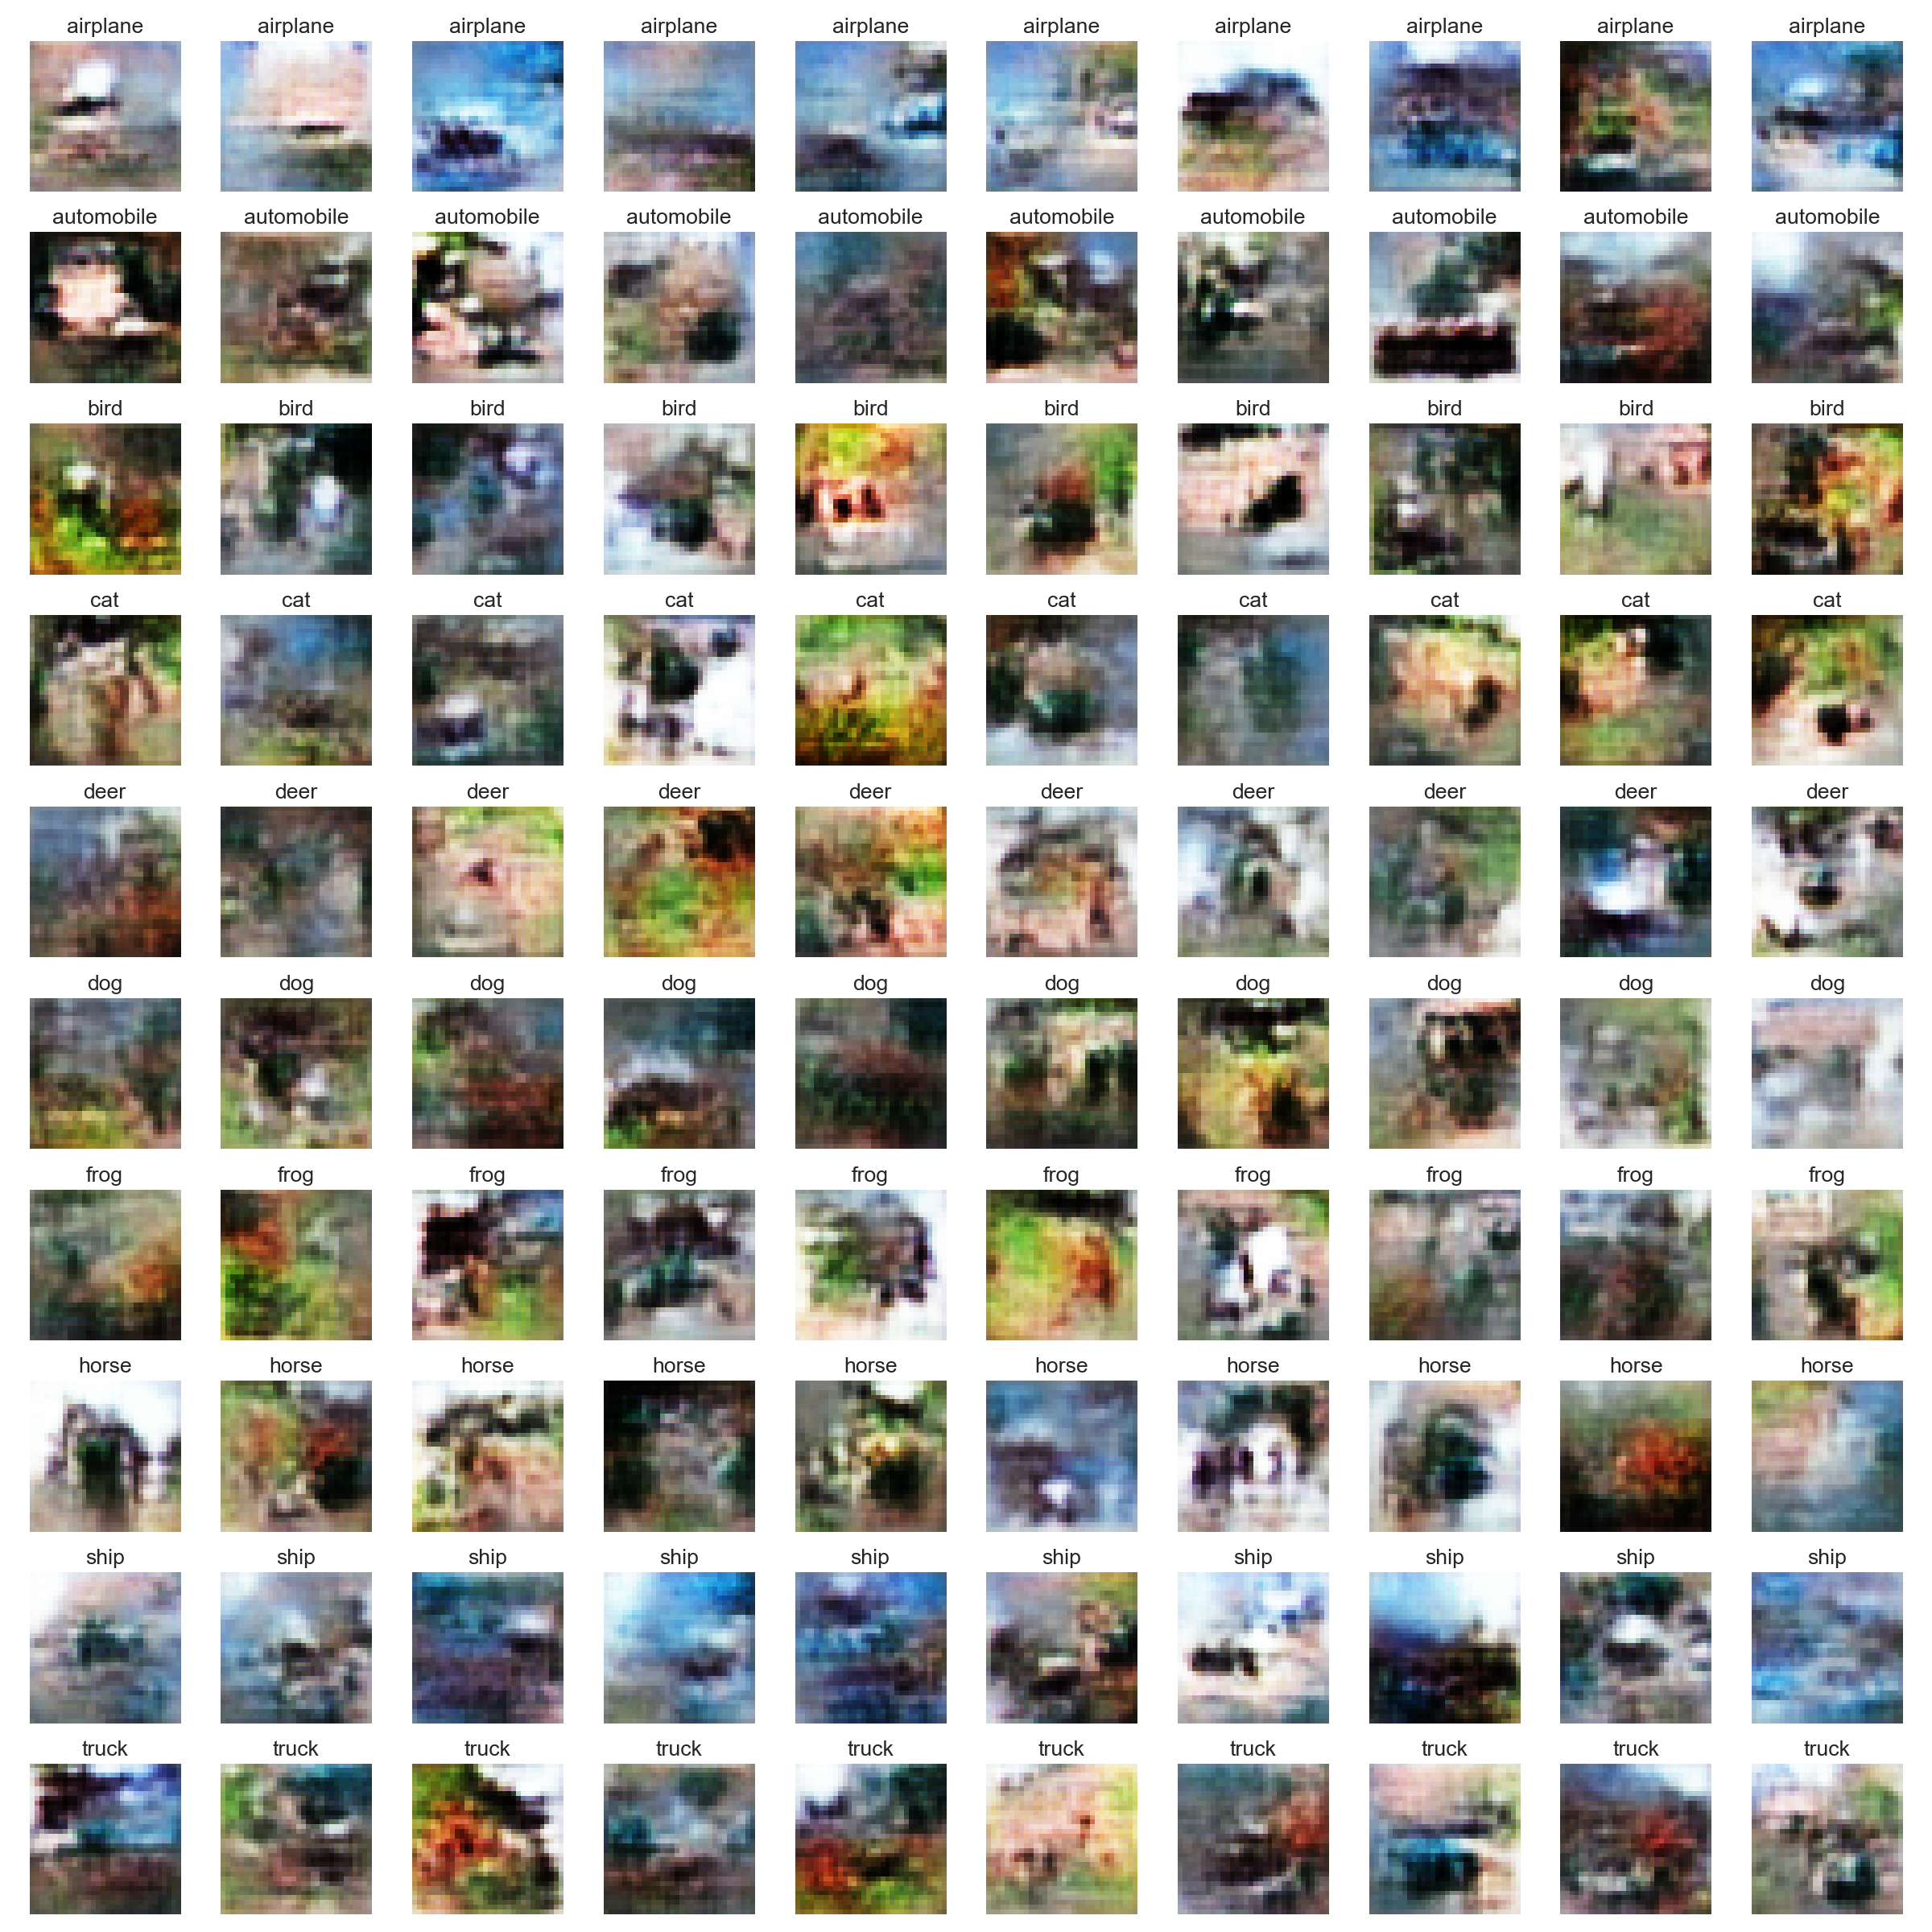 airplane airplane airplane airplane airplane airplane airplane airplane airplane airplane
automobile automobile automobile automobile automobile automobile automobile automobile automobile automobile
bird bird bird bird bird bird bird bird bird bird
cat cat cat cat cat cat cat cat cat cat
deer deer deer deer deer deer deer deer deer deer
dog dog dog dog dog dog dog dog dog dog
frog frog frog frog frog frog frog frog frog frog
horse horse horse horse horse horse horse horse horse horse
ship ship ship ship ship ship ship ship ship ship
truck truck truck truck truck truck truck truck truck truck